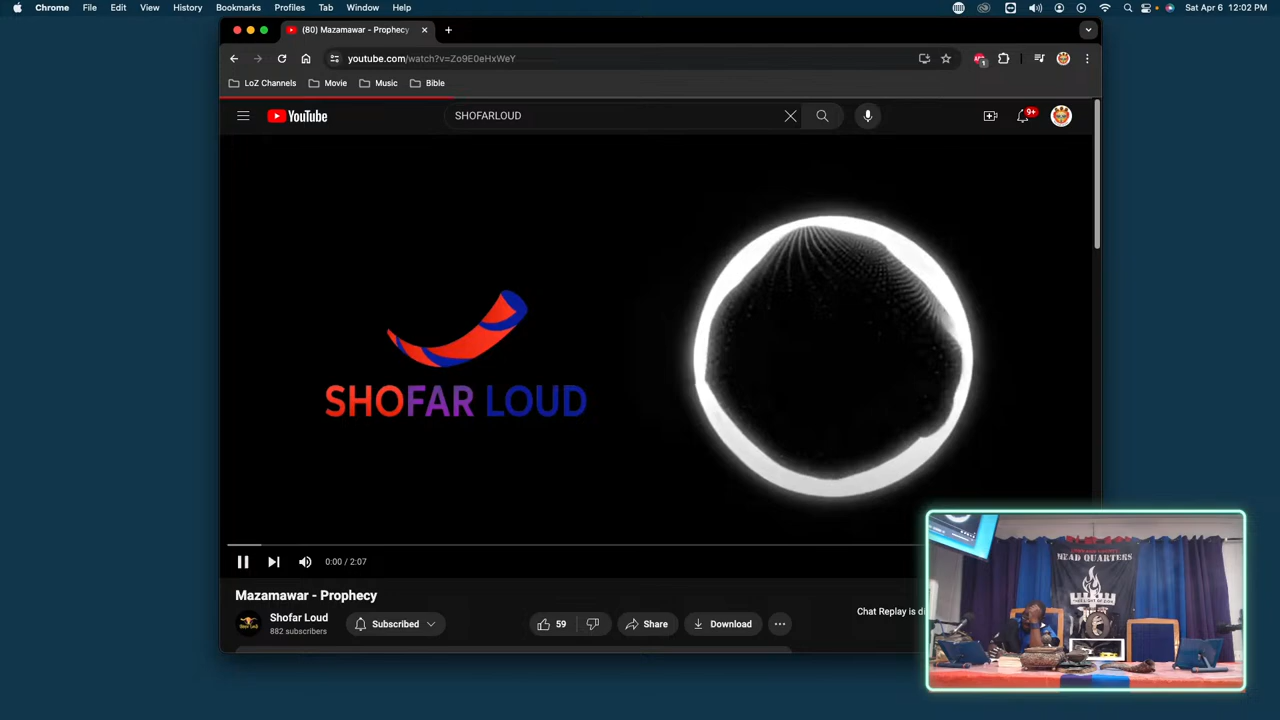 Chrome File Edit View History Bookmarks Profiles Tab Window Help Sat Apr 6 12:02 PM
(80) Mazamawar - Prophecy
youtube.com/watch?v=Zo9E0eHxWeY 1
LoZ Channels Movie Music Bible
YouTube SHOFARLOUD 9+
SHOFAR LOUD
0:00 / 2:07
Mazamawar - Prophecy
Shofar Loud
882 subscribers
Subscribed 59 Share Download
Chat Replay is di
HEAD QUARTERS